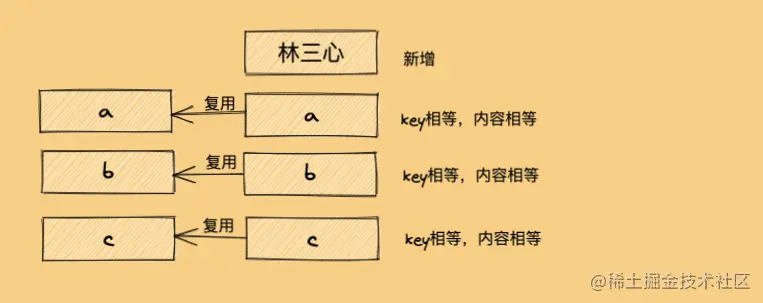 林三心 新增
a 复用 a key相等，内容相等
b 复用 b key相等，内容相等
c 复用 c key相等，内容相等
@稀土掘金技术社区